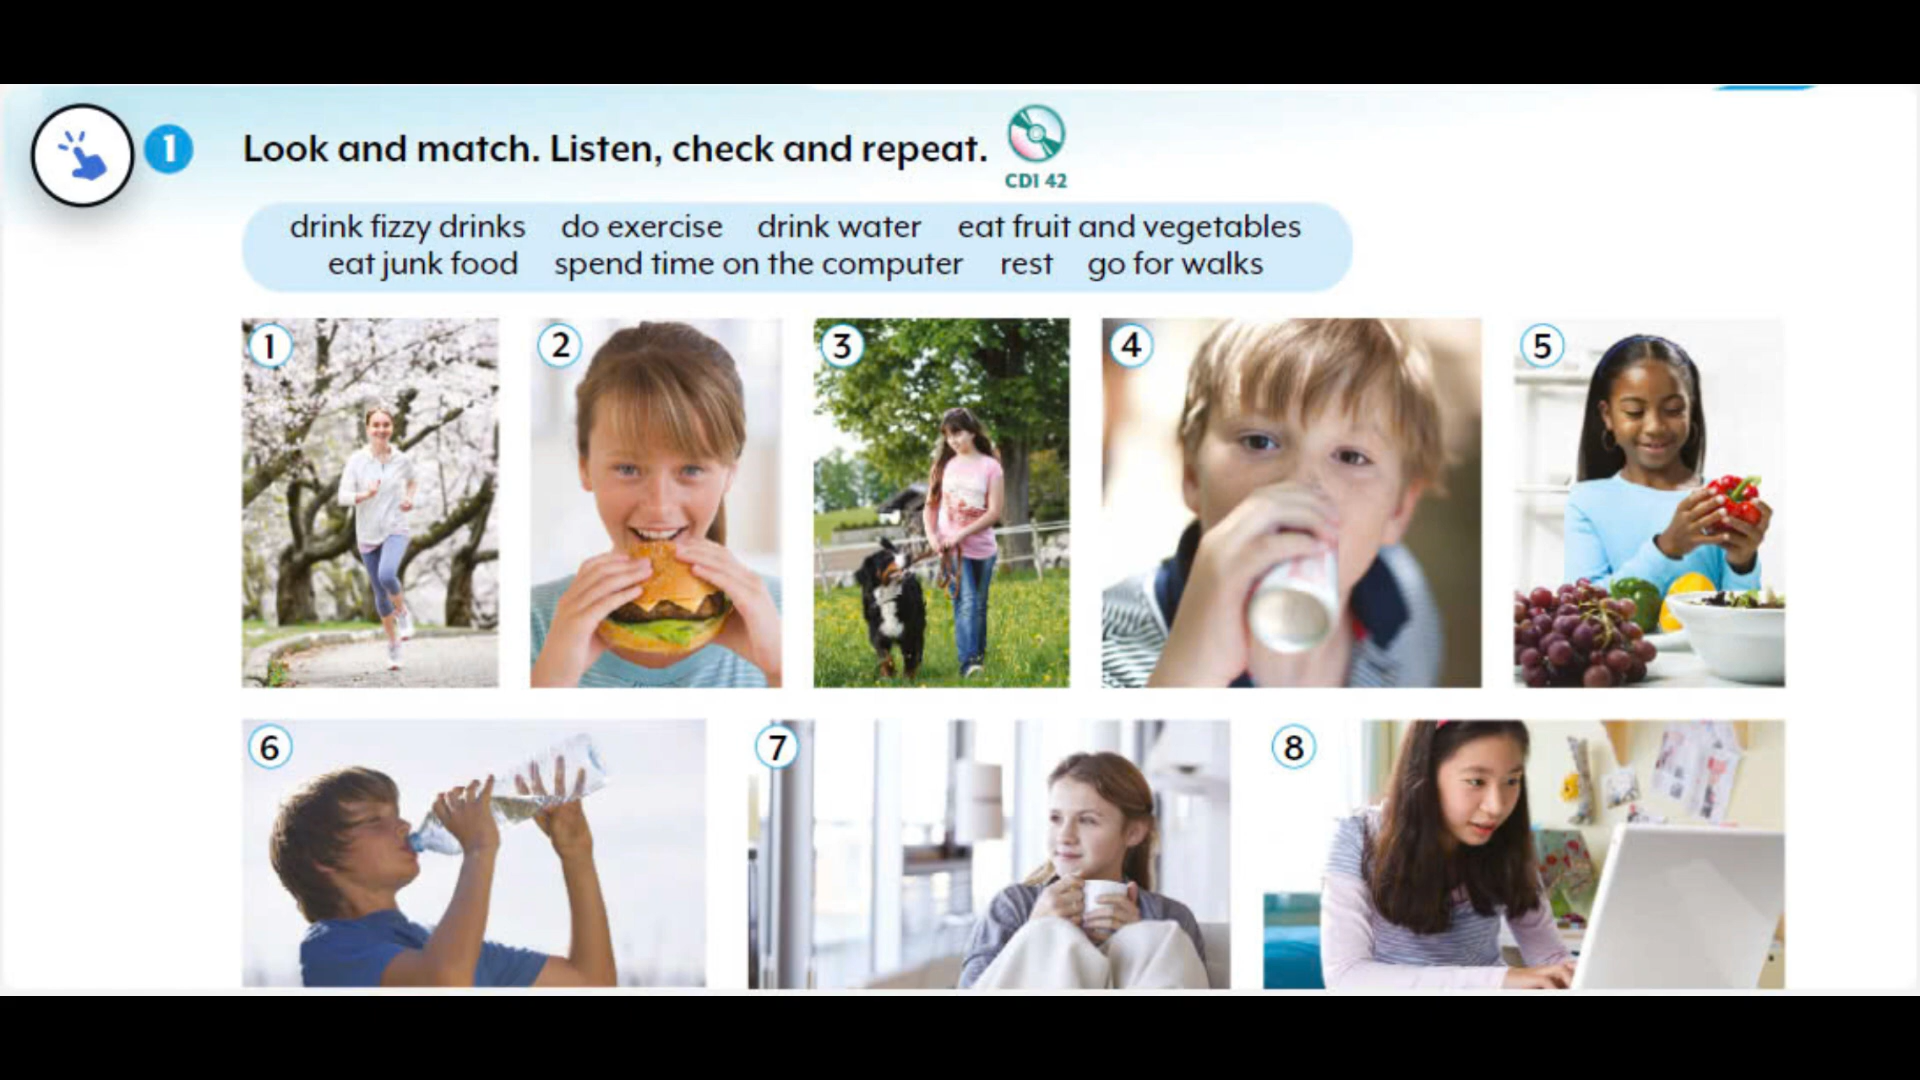 1
Look and match. Listen, check and repeat.
CD1 42
drink fizzy drinks do exercise drink water eat fruit and vegetables
eat junk food spend time on the computer rest go for walks
1 2 3 4 5
6 7 8